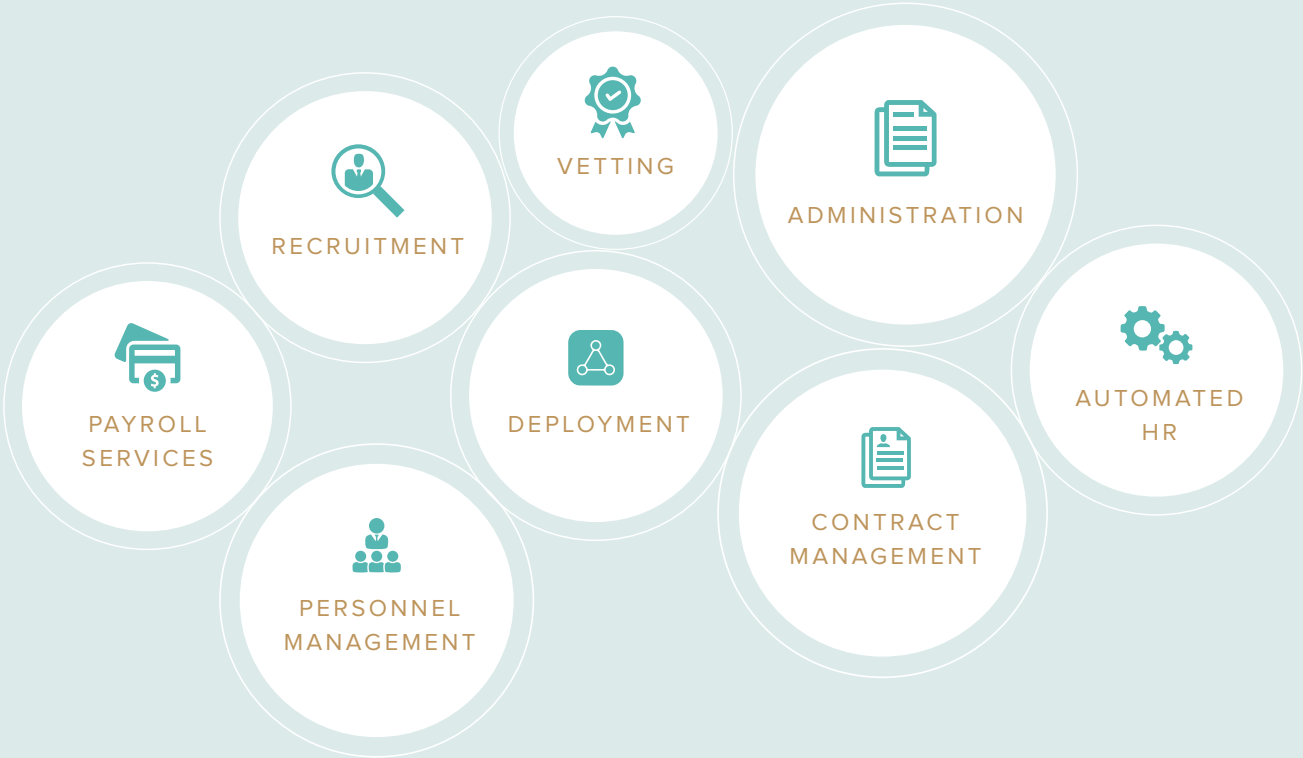 VETTING
ADMINISTRATION
RECRUITMENT
AUTOMATED
HR
PAYROLL
SERVICES
DEPLOYMENT
CONTRACT
MANAGEMENT
PERSONNEL
MANAGEMENT